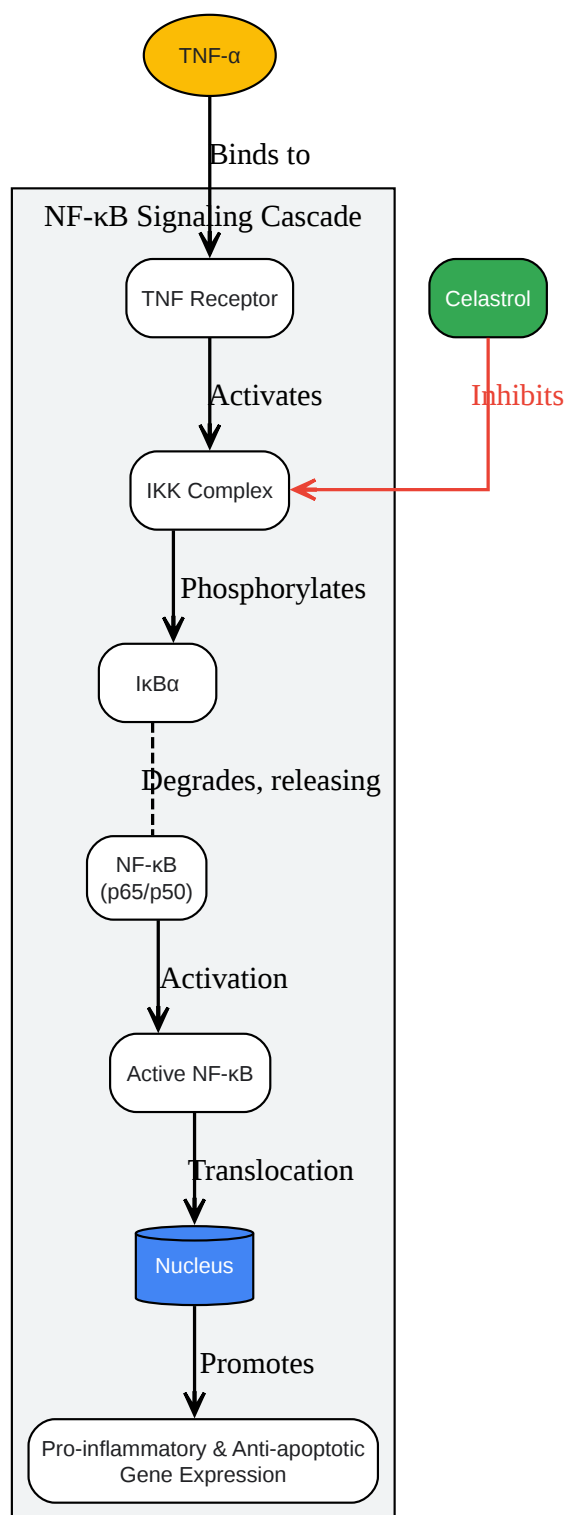 TNF-α
Binds to
NF-κB Signaling Cascade
TNF Receptor
Celastrol
Activates
Inhibits
IKK Complex
Phosphorylates
IκBα
Degrades, releasing
NF-κB
(p65/p50)
Activation
Active NF-κB
Translocation
Nucleus
Promotes
Pro-inflammatory & Anti-apoptotic
Gene Expression